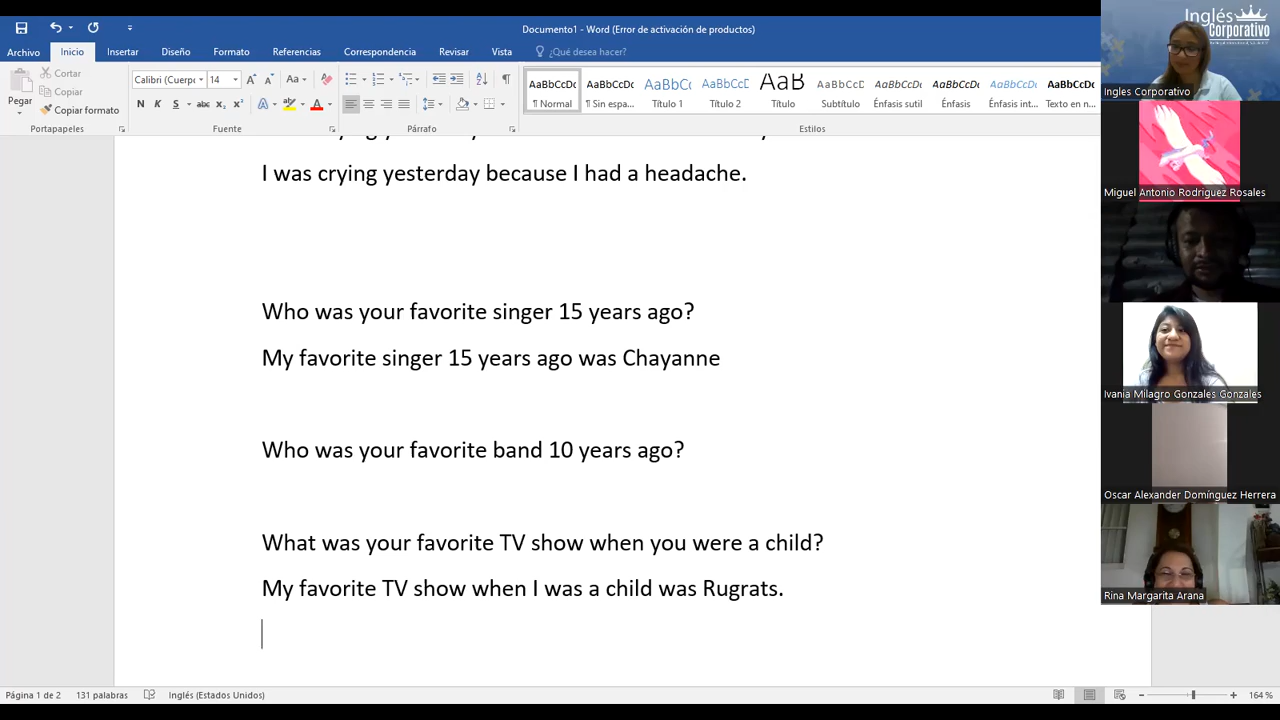 Documento1 - Word (Error de activación de productos)
Archivo Inicio Insertar Diseño Formato Referencias Correspondencia Revisar Vista ¿Qué desea hacer?
Pegar
Cortar
Copiar
Copiar formato
Portapapeles
Calibri (Cuerpo 14
Fuente
Párrafo
AaBbCcDc AaBbCcDc AaBbCc AaBbCcD AaB AaBbCcD AaBbCcDc AaBbCcDc AaBbCcDc AaBbCcDc
¶ Normal ¶ Sin espa... Título 1 Título 2 Título Subtítulo Énfasis sutil Énfasis Énfasis int... Texto en n...
Estilos
I was crying yesterday because I had a headache.
Who was your favorite singer 15 years ago?
My favorite singer 15 years ago was Chayanne
Who was your favorite band 10 years ago?
What was your favorite TV show when you were a child?
My favorite TV show when I was a child was Rugrats.
Página 1 de 2 131 palabras Inglés (Estados Unidos) 164 %
Inglés
Corporativo
Ingles Corporativo
Miguel Antonio Rodriguez Rosales
Ivania Milagro Gonzales Gonzales
Oscar Alexander Domínguez Herrera
Rina Margarita Arana